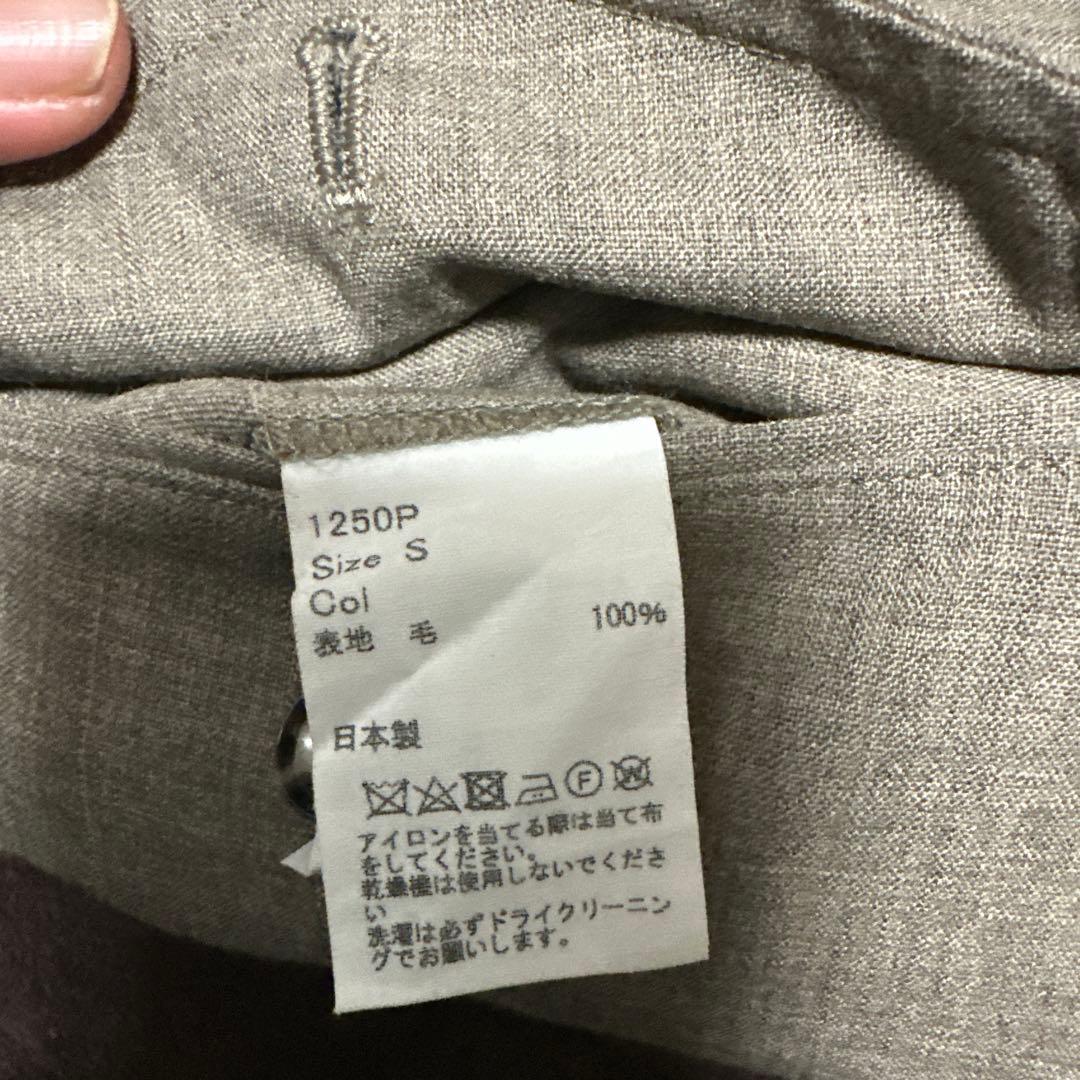 1250P
Size S
Col
表地 毛 100%
日本製
F W
アイロンを当てる際は当て布
をしてください。
乾燥機は使用しないでくださ
い
洗濯は必ずドライクリーニン
グでお願いします。